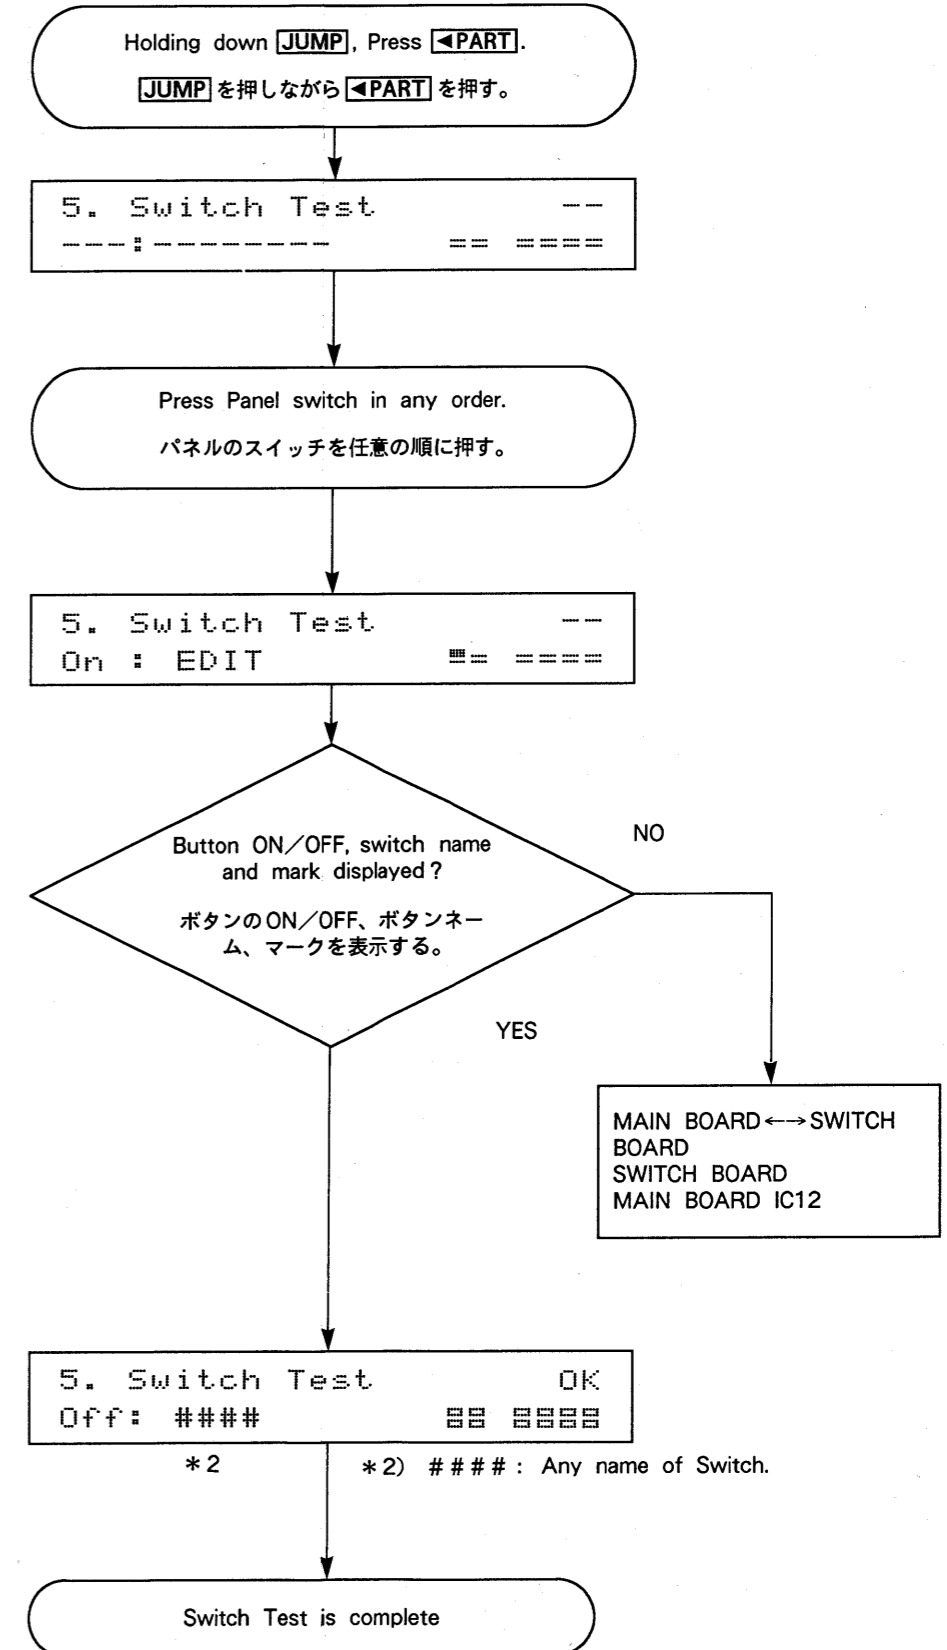 Holding down JUMP, Press ◀PART.
JUMP を押しながら ◀PART を押す。
5. Switch Test --
---:-------- == ====
Press Panel switch in any order.
パネルのスイッチを任意の順に押す。
5. Switch Test --
On : EDIT == ====
Button ON/OFF, switch name
and mark displayed?
ボタンのON/OFF、ボタンネー
ム、マークを表示する。
NO
YES
MAIN BOARD←→SWITCH
BOARD
SWITCH BOARD
MAIN BOARD IC12
5. Switch Test OK
Off: #### 88 8888
*2
*2) ####: Any name of Switch.
Switch Test is complete